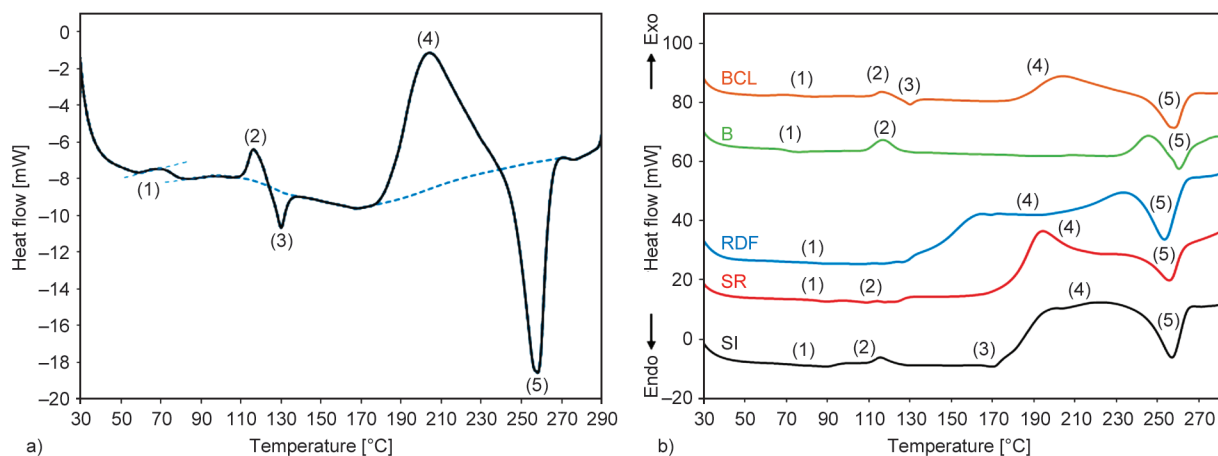 0
−2
−4
−6
−8
−10
−12
−14
−16
−18
−20
Heat flow [mW]
(1)
(2)
(3)
(4)
(5)
30 50 70 90 110 130 150 170 190 210 230 250 270 290
Temperature [°C]
a)
Exo
Endo
Heat flow [mW]
100
80
60
40
20
0
−20
BCL
(1)
(2)
(3)
(4)
(5)
B
(1)
(2)
(5)
RDF
(1)
(4)
(5)
SR
(1)
(2)
(4)
(5)
SI
(1)
(2)
(3)
(4)
(5)
30 50 70 90 110 130 150 170 190 210 230 250 270
Temperature [°C]
b)